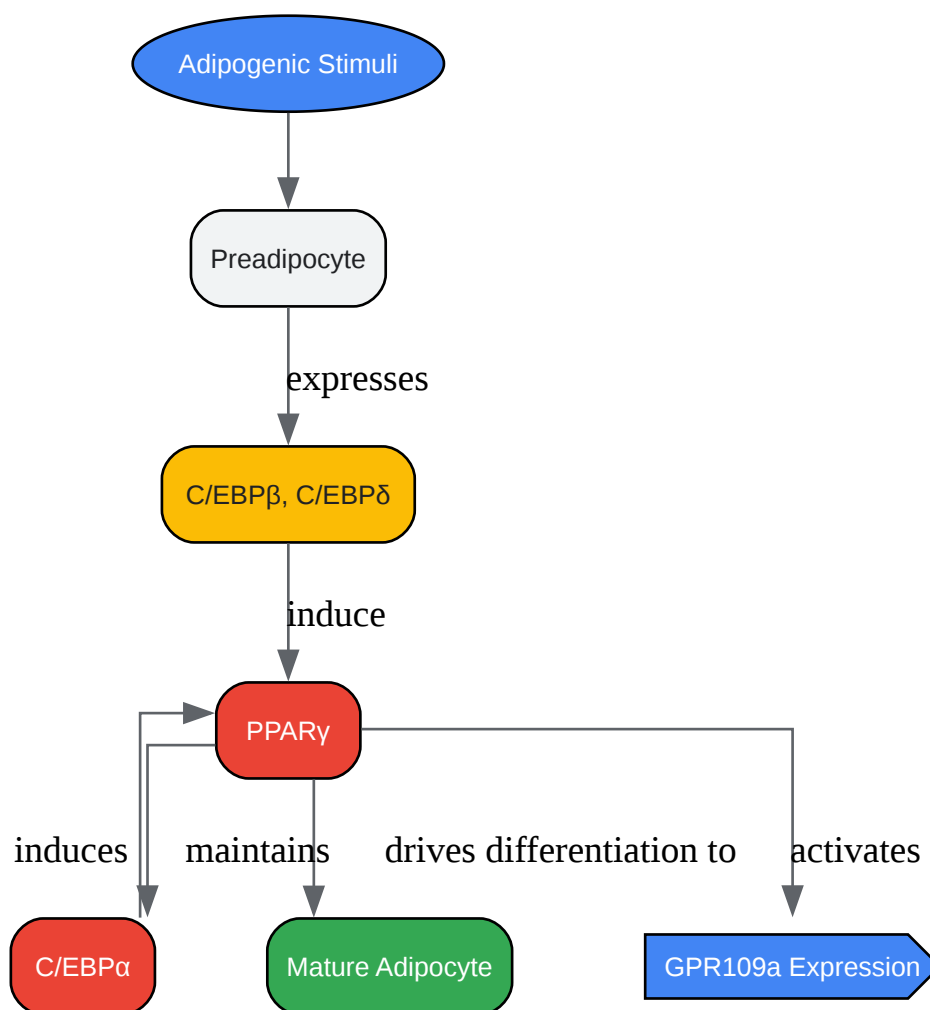 Adipogenic Stimuli
Preadipocyte
expresses
C/EBPβ, C/EBPδ
induce
PPARγ
induces
maintains
drives differentiation to
activates
C/EBPα
Mature Adipocyte
GPR109a Expression